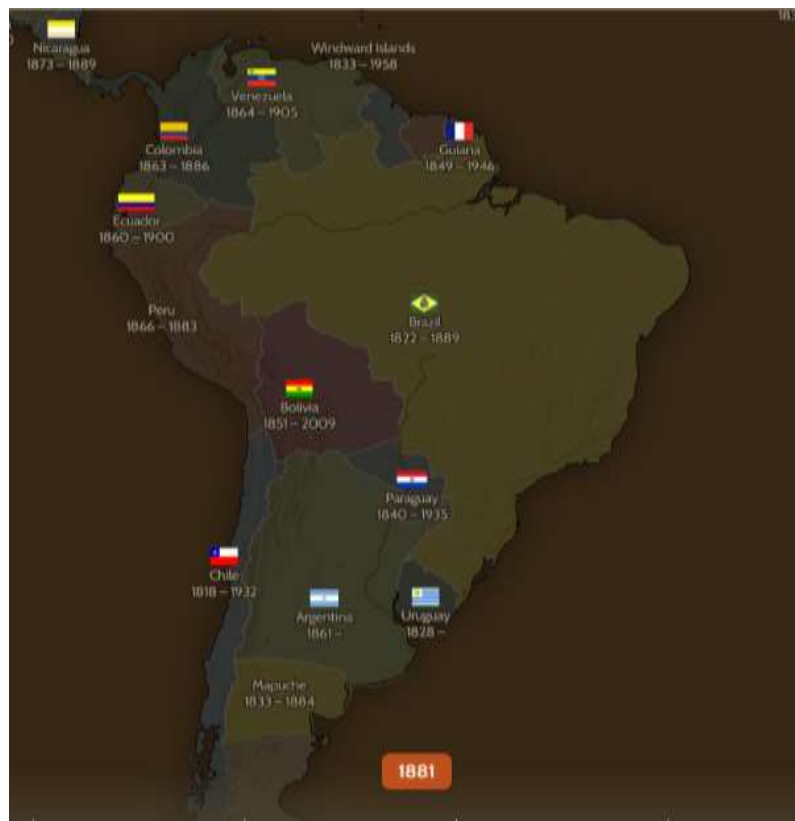 18
Nicaragua
1873 – 1889
Windward Islands
1833 – 1958
Venezuela
1864 – 1905
Colombia
1863 – 1886
Guiana
1849 – 1946
Ecuador
1860 – 1900
Peru
1866 – 1883
Brazil
1822 – 1889
Bolivia
1851 – 2009
Paraguay
1840 – 1935
Chile
1818 – 1932
Argentina
1861 –
Uruguay
1828 –
Mapuche
1833 – 1884
1881